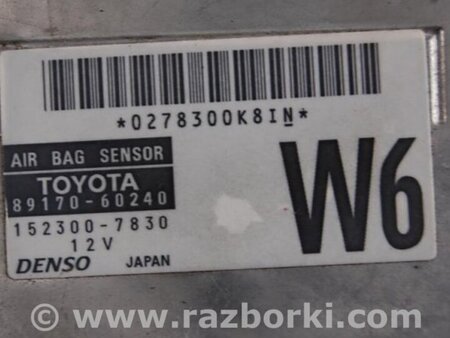 *0278300K8IN*
AIR BAG SENSOR
TOYOTA
89170-60240
152300-7830
12V
DENSO JAPAN
W6
© www.razborki.com